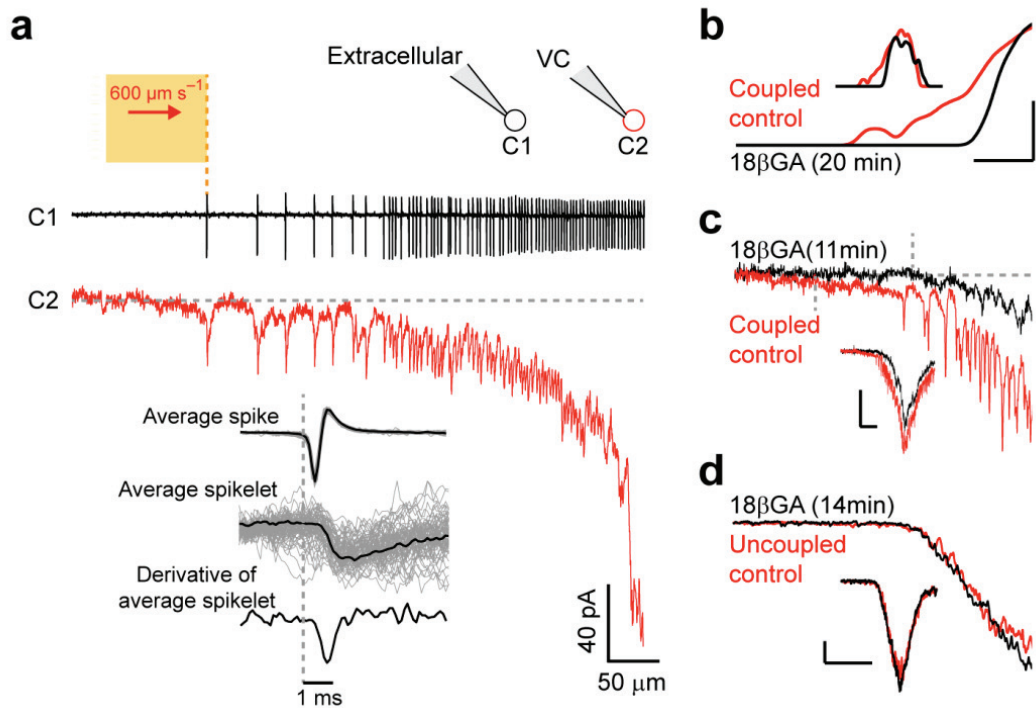 a
600 µm s⁻¹
Extracellular
VC
C1
C2
C1
C2
Average spike
Average spikelet
Derivative of
average spikelet
1 ms
40 pA
50 µm
b
Coupled
control
18βGA (20 min)
c
18βGA(11min)
Coupled
control
d
18βGA (14min)
Uncoupled
control